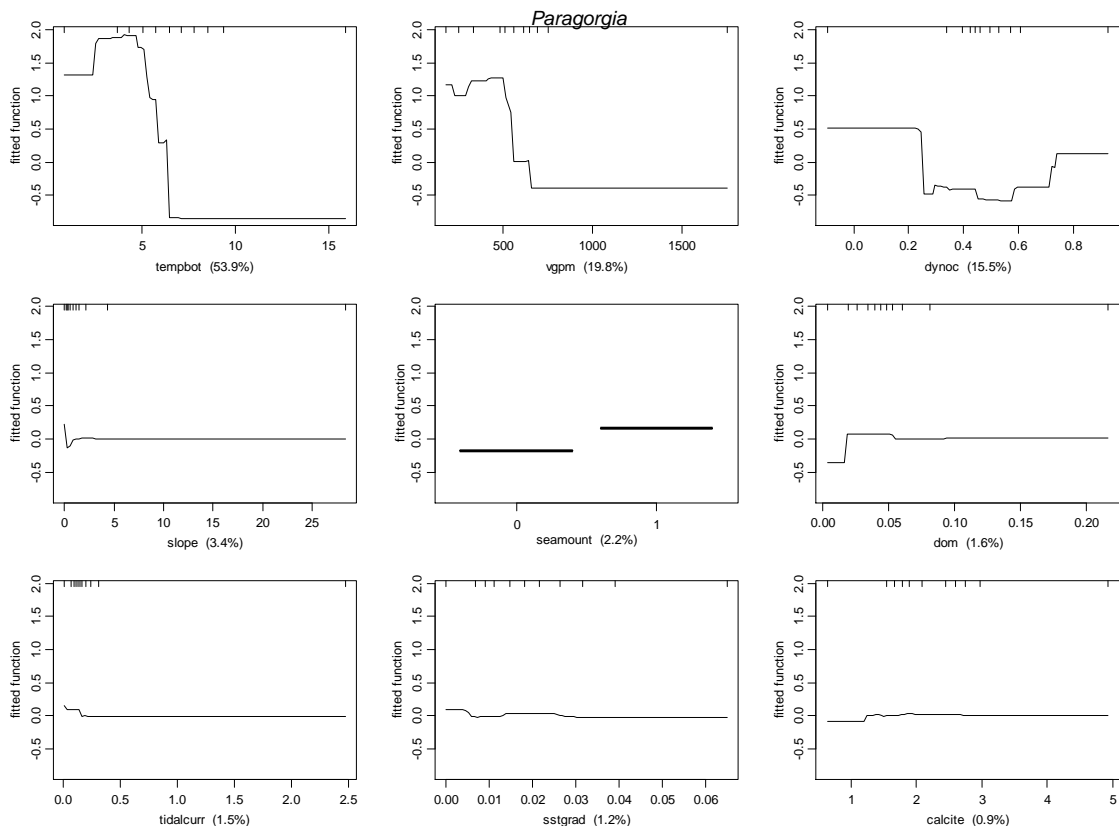 Paragorgia
fitted function
-0.5 0.0 0.5 1.0 1.5 2.0
5 10 15
tempbot (53.9%)
fitted function
-0.5 0.0 0.5 1.0 1.5 2.0
500 1000 1500
vgpm (19.8%)
fitted function
-0.5 0.0 0.5 1.0 1.5 2.0
0.0 0.2 0.4 0.6 0.8
dynoc (15.5%)
fitted function
-0.5 0.0 0.5 1.0 1.5 2.0
0 5 10 15 20 25
slope (3.4%)
fitted function
-0.5 0.0 0.5 1.0 1.5 2.0
0 1
seamount (2.2%)
fitted function
-0.5 0.0 0.5 1.0 1.5 2.0
0.00 0.05 0.10 0.15 0.20
dom (1.6%)
fitted function
-0.5 0.0 0.5 1.0 1.5 2.0
0.0 0.5 1.0 1.5 2.0 2.5
tidalcurr (1.5%)
fitted function
-0.5 0.0 0.5 1.0 1.5 2.0
0.00 0.01 0.02 0.03 0.04 0.05 0.06
sstgrad (1.2%)
fitted function
-0.5 0.0 0.5 1.0 1.5 2.0
1 2 3 4 5
calcite (0.9%)